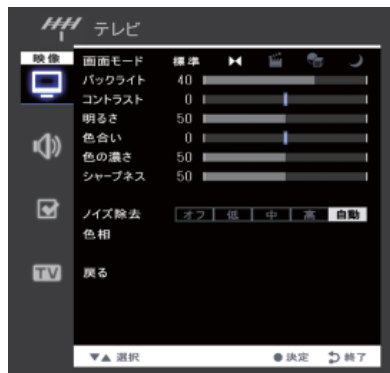 テレビ
映像
画面モード 標準
バックライト 40
コントラスト 0
明るさ 50
色合い 0
色の濃さ 50
シャープネス 50
ノイズ除去 オフ 低 中 高 自動
色相
TV 戻る
▼▲ 選択 ●決定 終了